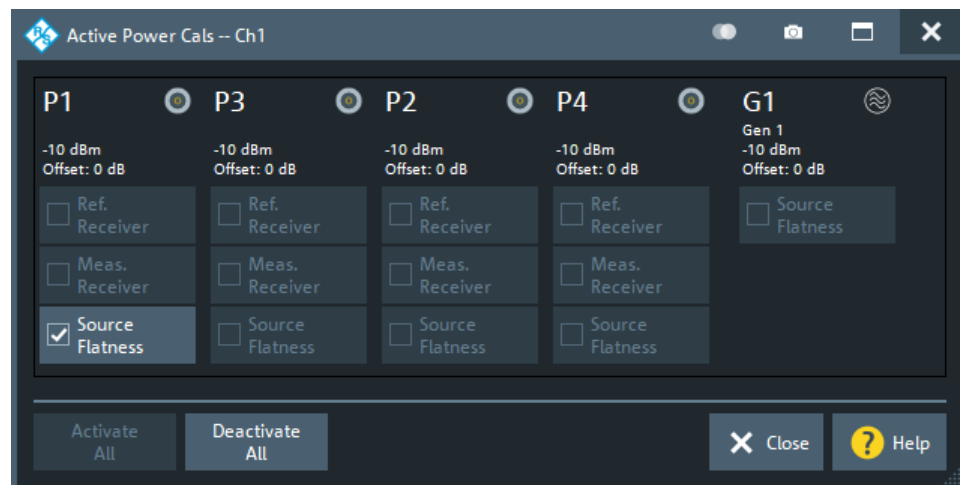 R&S Active Power Cals -- Ch1
P1 P3 P2 P4 G1
Gen 1
-10 dBm -10 dBm -10 dBm -10 dBm -10 dBm
Offset: 0 dB Offset: 0 dB Offset: 0 dB Offset: 0 dB Offset: 0 dB
Ref. Ref. Ref. Ref. Source
Receiver Receiver Receiver Receiver Flatness
Meas. Meas. Meas. Meas.
Receiver Receiver Receiver Receiver
Source Source Source Source
Flatness Flatness Flatness Flatness
Activate Deactivate
All All
Close ? Help